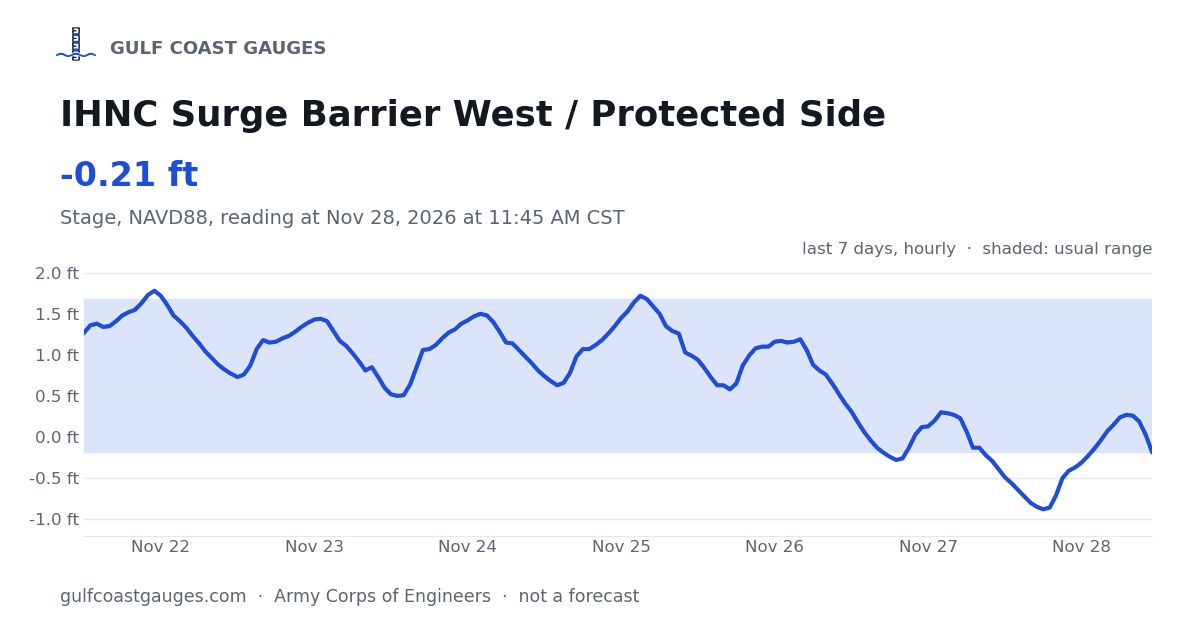 GULF COAST GAUGES
IHNC Surge Barrier West / Protected Side
-0.21 ft
Stage, NAVD88, reading at Nov 28, 2026 at 11:45 AM CST
last 7 days, hourly · shaded: usual range
2.0 ft
1.5 ft
1.0 ft
0.5 ft
0.0 ft
-0.5 ft
-1.0 ft
Nov 22 Nov 23 Nov 24 Nov 25 Nov 26 Nov 27 Nov 28
gulfcoastgauges.com · Army Corps of Engineers · not a forecast